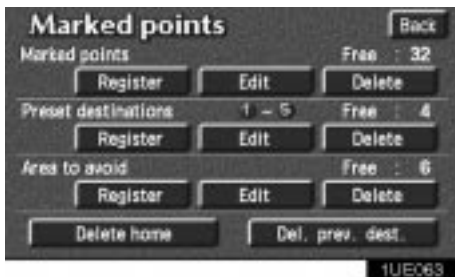 Marked points Back
Marked points Free : 32
Register Edit Delete
Preset destinations 1 – 5 Free : 4
Register Edit Delete
Area to avoid Free : 6
Register Edit Delete
Delete home Del. prev. dest.
1UE063